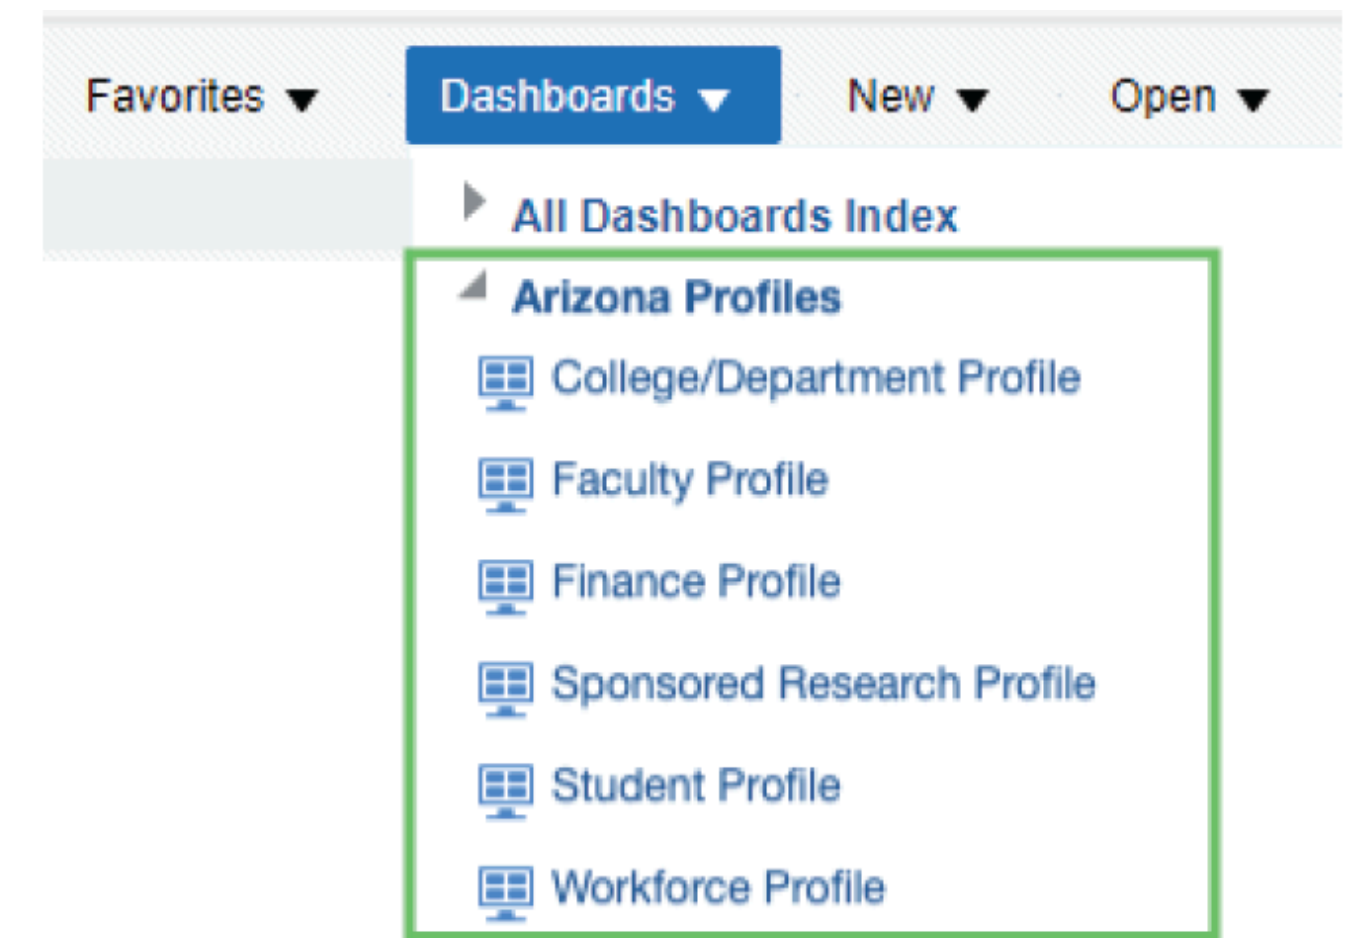 Favorites Dashboards New Open
All Dashboards Index
Arizona Profiles
College/Department Profile
Faculty Profile
Finance Profile
Sponsored Research Profile
Student Profile
Workforce Profile